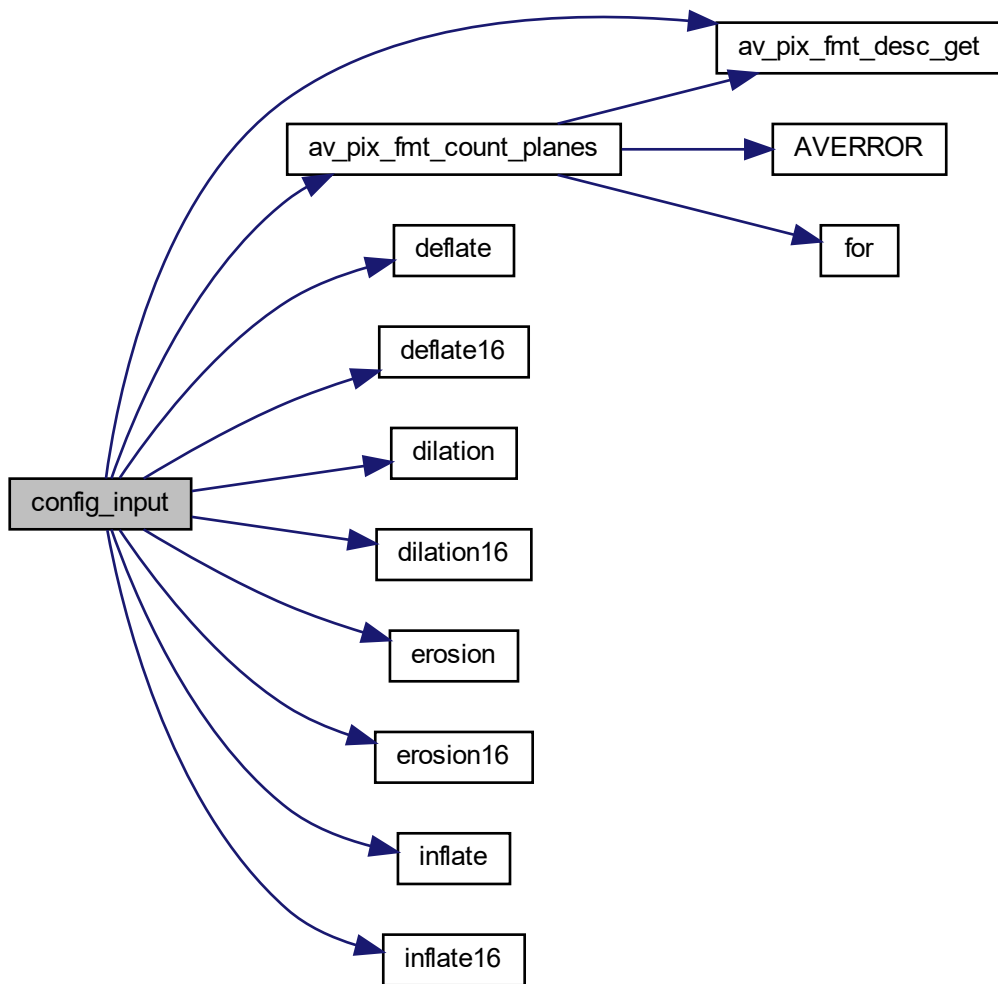 av_pix_fmt_desc_get
av_pix_fmt_count_planes
AVERROR
for
deflate
deflate16
dilation
config_input
dilation16
erosion
erosion16
inflate
inflate16